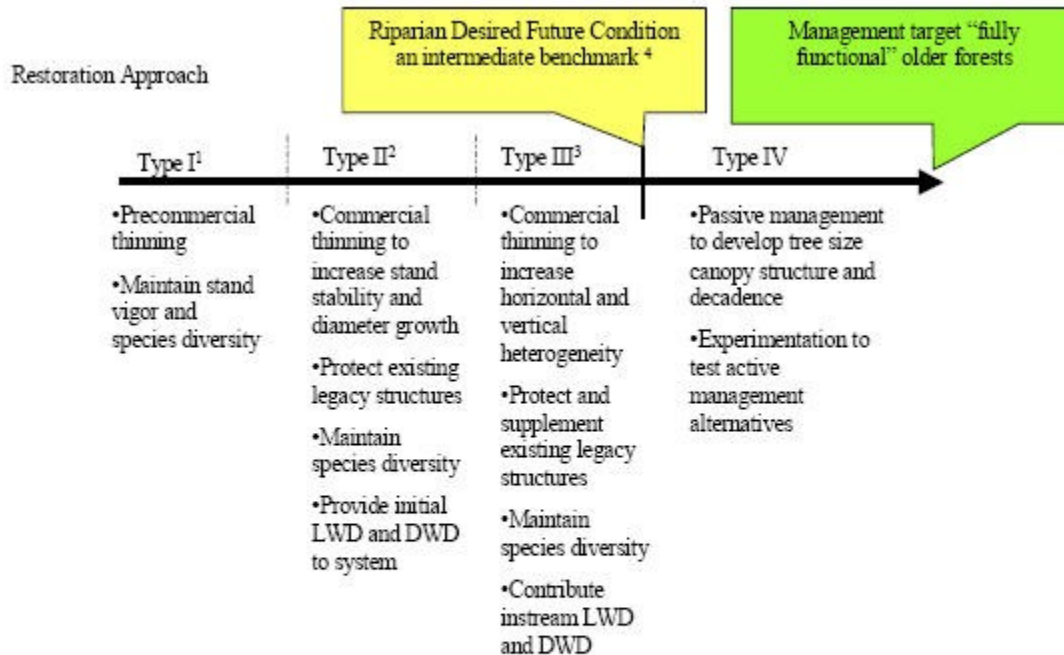 Riparian Desired Future Condition
an intermediate benchmark ⁴
Management target “fully
functional” older forests
Restoration Approach
Type I¹
Type II²
Type III³
Type IV
•Precommercial
thinning
•Maintain stand
vigor and
species diversity
•Commercial
thinning to
increase stand
stability and
diameter growth
•Protect existing
legacy structures
•Maintain
species diversity
•Provide initial
LWD and DWD
to system
•Commercial
thinning to
increase
horizontal and
vertical
heterogeneity
•Protect and
supplement
existing legacy
structures
•Maintain
species diversity
•Contribute
instream LWD
and DWD
•Passive management
to develop tree size
canopy structure and
decadence
•Experimentation to
test active
management
alternatives